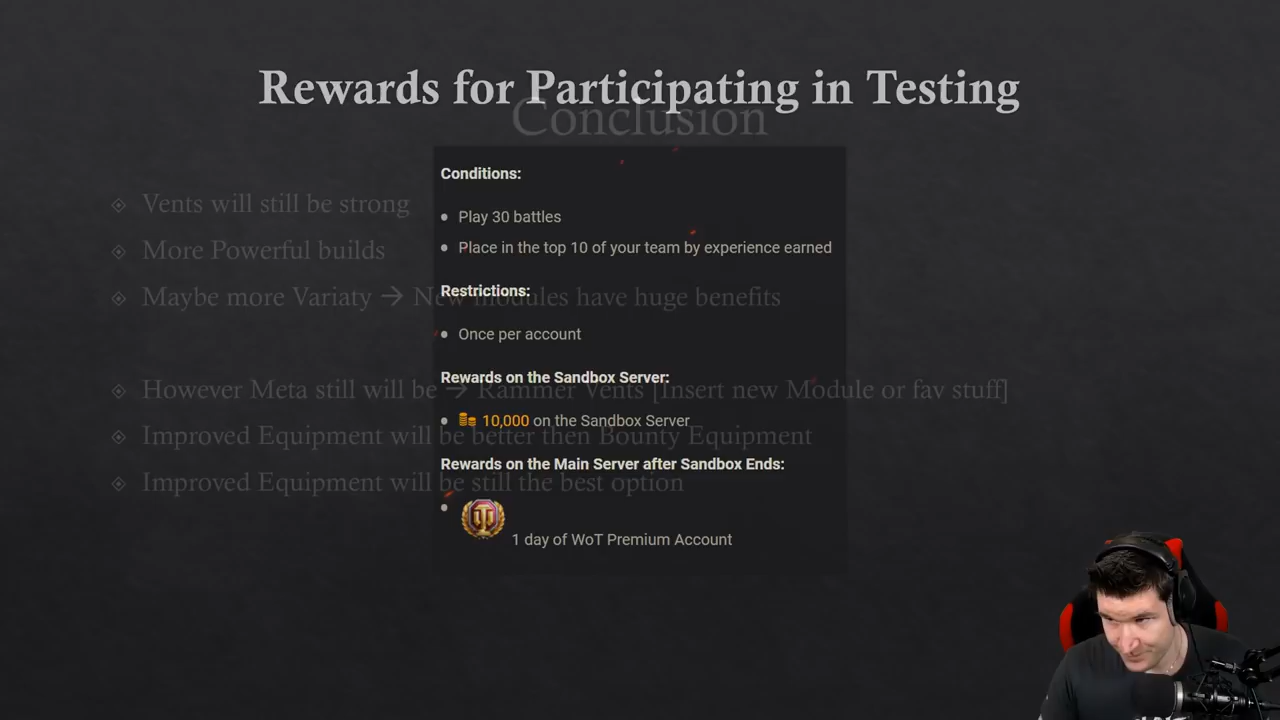 Rewards for Participating in Testing
Conclusion
Conditions:
Play 30 battles
Place in the top 10 of your team by experience earned
Restrictions:
Once per account
Rewards on the Sandbox Server:
10,000 on the Sandbox Server
Rewards on the Main Server after Sandbox Ends:
1 day of WoT Premium Account
Vents will still be strong
More Powerful builds
Maybe more Variaty → New modules have huge benefits
However Meta still will be → Rammer Vents [Insert new Module or fav stuff]
Improved Equipment will be better then Bounty Equipment
Improved Equipment will be still the best option